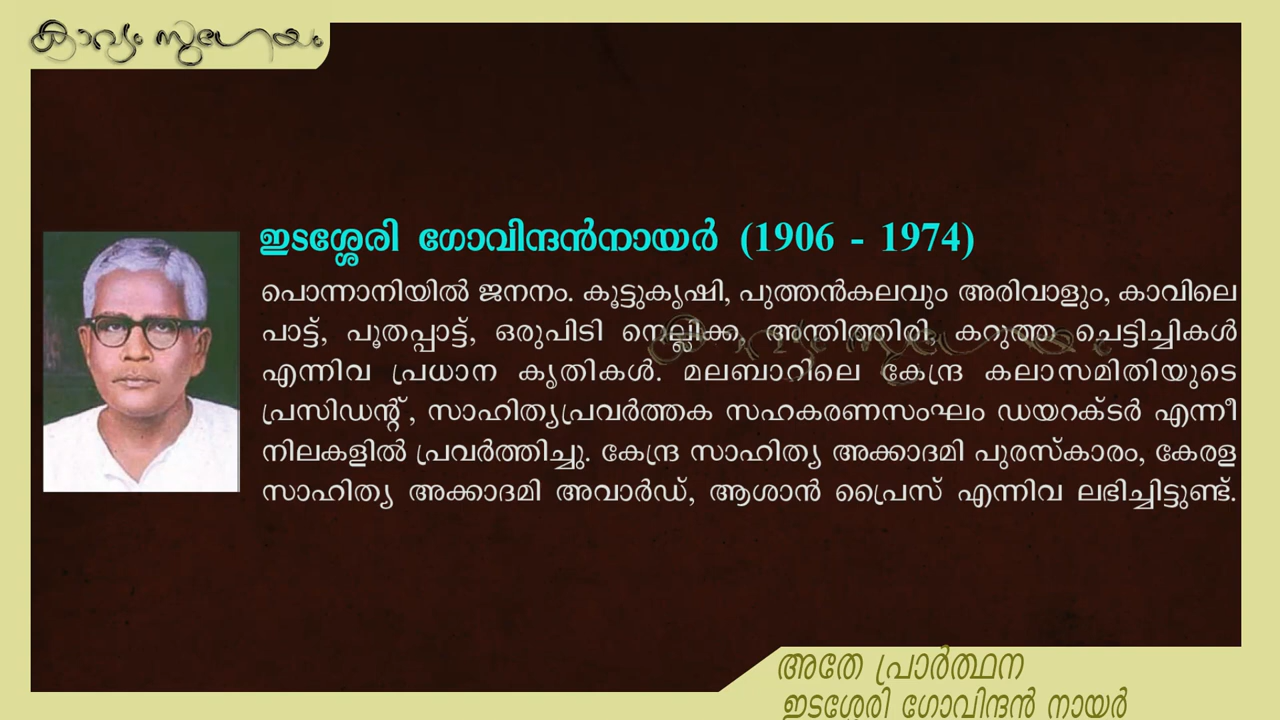 കാവ്യം സുഗേയം
ഇടശ്ശേരി ഗോവിന്ദൻനായർ (1906 - 1974)
പൊന്നാനിയിൽ ജനനം. കൂട്ടുകൃഷി, പുത്തൻകലവും അരിവാളും, കാവിലെ
പാട്ട്, പൂതപ്പാട്ട്, ഒരുപിടി നെല്ലിക്ക, അന്തിത്തിരി, കറുത്ത ചെട്ടിച്ചികൾ
എന്നിവ പ്രധാന കൃതികൾ. മലബാറിലെ കേന്ദ്ര കലാസമിതിയുടെ
പ്രസിഡന്റ്, സാഹിത്യപ്രവർത്തക സഹകരണസംഘം ഡയറക്ടർ എന്നീ
നിലകളിൽ പ്രവർത്തിച്ചു. കേന്ദ്ര സാഹിത്യ അക്കാദമി പുരസ്കാരം, കേരള
സാഹിത്യ അക്കാദമി അവാർഡ്, ആശാൻ പ്രൈസ് എന്നിവ ലഭിച്ചിട്ടുണ്ട്.
അതേ പ്രാർത്ഥന
ഇടശ്ശേരി ഗോവിന്ദൻ നായർ